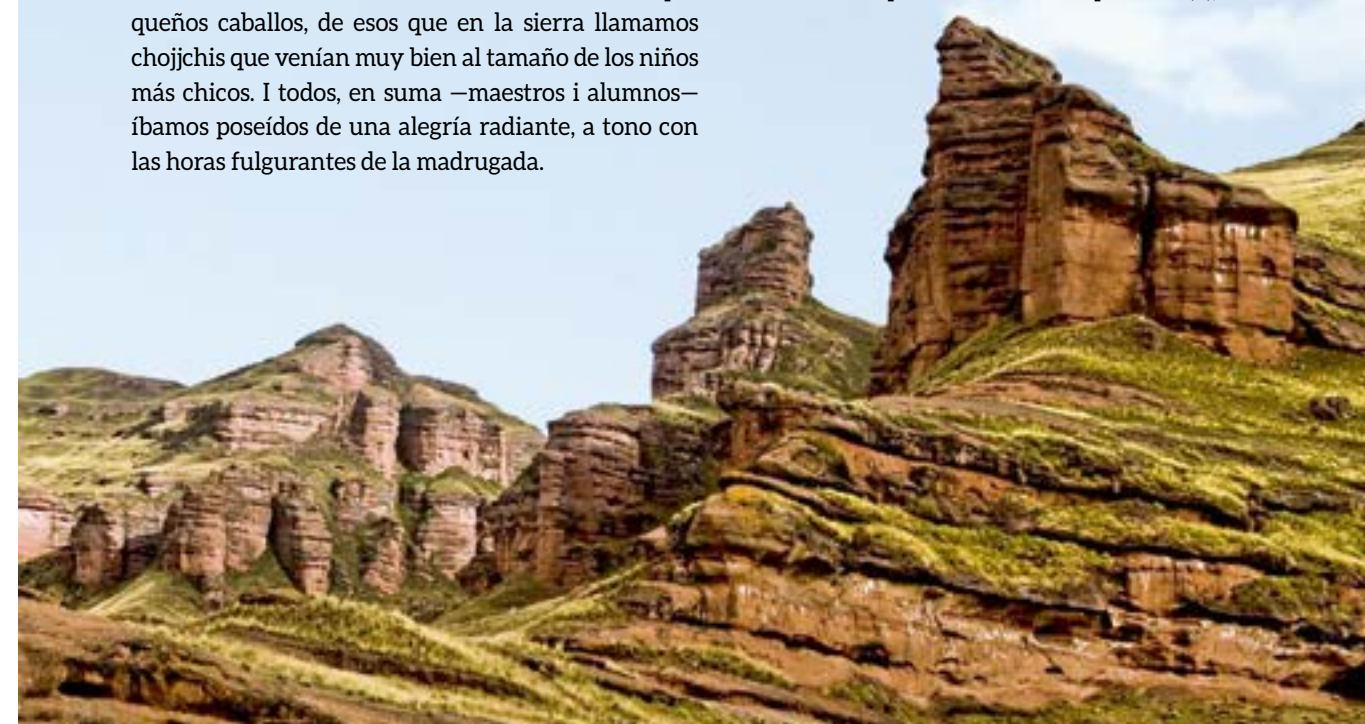 queños caballos, de esos que en la sierra llamamos
chojjchis que venían muy bien al tamaño de los niños
más chicos. I todos, en suma —maestros i alumnos—
íbamos poseídos de una alegría radiante, a tono con
las horas fulgurantes de la madrugada.